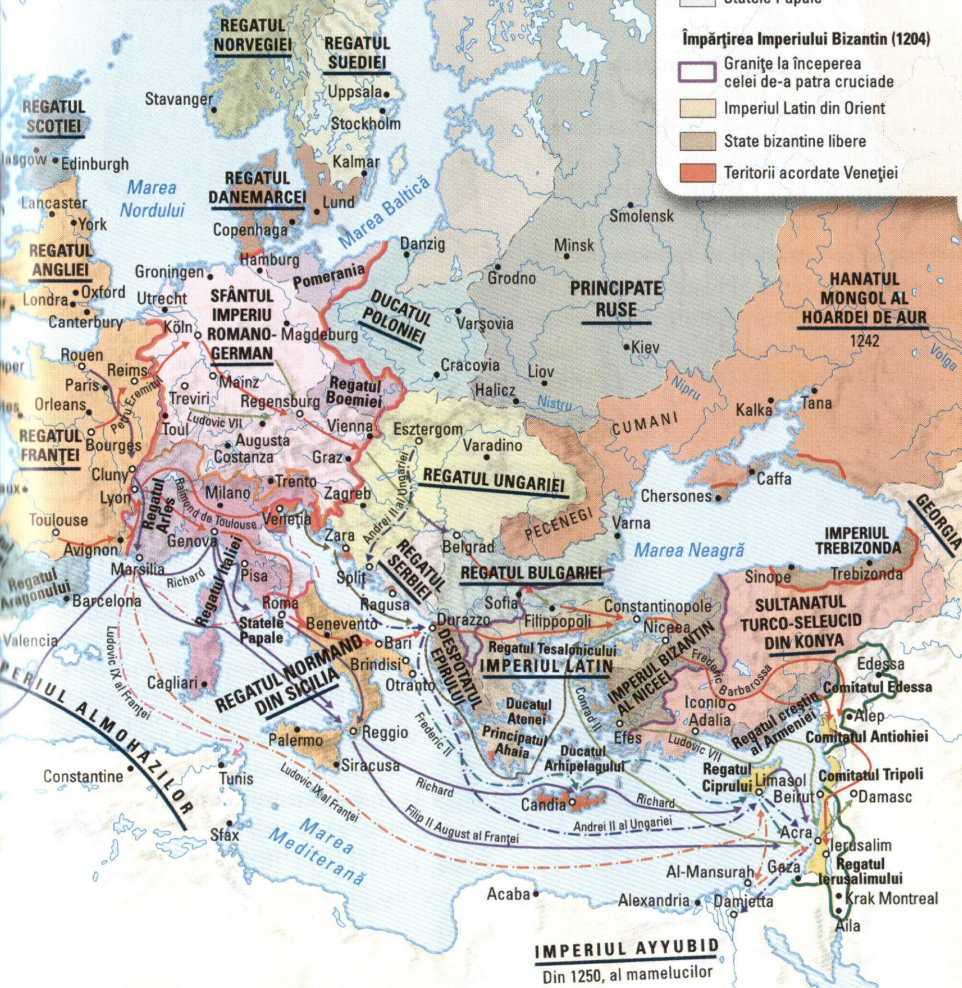 Statele Papale
Împărţirea Imperiului Bizantin (1204)
Graniţe la începerea
celei de-a patra cruciade
Imperiul Latin din Orient
State bizantine libere
Teritorii acordate Veneţiei
REGATUL
NORVEGIEI
REGATUL
SUEDIEI
Uppsala
Stavanger
Stockholm
REGATUL
SCOŢIEI
Edinburgh
Kalmar
Marea
Nordului
REGATUL
DANEMARCEI
Lund
Copenhaga
Marea Baltică
Lancaster
York
REGATUL
ANGLIEI
Londra
Oxford
Canterbury
Groningen
Utrecht
Hamburg
Pomerania
Danzig
Smolensk
Minsk
Grodno
SFÂNTUL
IMPERIU
ROMANO-
GERMAN
Köln
Magdeburg
DUCATUL
POLONIEI
Varşovia
PRINCIPATE
RUSE
HANATUL
MONGOL AL
HOARDEI DE AUR
1242
Volga
Kiev
Rouen
Reims
Paris
Petru Eremitul
Orleans
Mainz
Treviri
Regensburg
Regatul
Boemiei
Cracovia
Liov
Halicz
Nistru
Nipru
CUMANI
Kalka
Tana
Ludovic VII
Toul
Vienna
REGATUL
FRANŢEI
Bourges
Augusta
Costanza
Graz
Esztergom
Varadino
REGATUL UNGARIEI
Cluny
Lyon
Trento
Zagreb
Milano
Regatul
Arles
Raimond de Toulouse
Veneţia
Andrei II al Ungariei
PECENEGI
Caffa
Chersones
GEORGIA
Toulouse
Avignon
Genova
Zara
Belgrad
Varna
Marea Neagră
IMPERIUL
TREBIZONDA
Marsilia
Richard
Regatul Italiei
Pisa
Split
REGATUL
SERBIEI
REGATUL BULGARIEI
Sinope
Trebizonda
Regatul
Aragonului
Barcelona
Roma
Statele
Papale
Ragusa
Sofia
Filippopoli
Constantinopole
SULTANATUL
TURCO-SELEUCID
DIN KONYA
Valencia
Benevento
Bari
Durazzo
Niceea
Regatul Tesalonicului
IMPERIUL LATIN
Ludovic IX al Franţei
REGATUL NORMAND
DIN SICILIA
Brindisi
Otranto
DESPOTATUL
EPIRULUI
IMPERIUL BIZANTIN
AL NICEEI
Frederic
Barbarossa
Edessa
Comitatul Edessa
Cagliari
Iconio
Adalia
Regatul creştin
al Armeniei
Alep
Comitatul Antiohiei
Ducatul
Atenei
Conrad III
Principatul
Ahaia
Efes
Ludovic VII
Palermo
Reggio
Frederic II
Siracusa
Ducatul
Arhipelagului
Regatul
Ciprului
Limasol
Comitatul Tripoli
Beirut
Damasc
IMPERIUL ALMOHAZILOR
Constantine
Tunis
Ludovic IX al Franţei
Richard
Candia
Richard
Filip II August al Franţei
Andrei II al Ungariei
Acra
Ierusalim
Regatul
Ierusalimului
Sfax
Marea
Mediterană
Al-Mansurah
Gaza
Acaba
Alexandria
Damietta
Krak Montreal
Aila
IMPERIUL AYYUBID
Din 1250, al mamelucilor